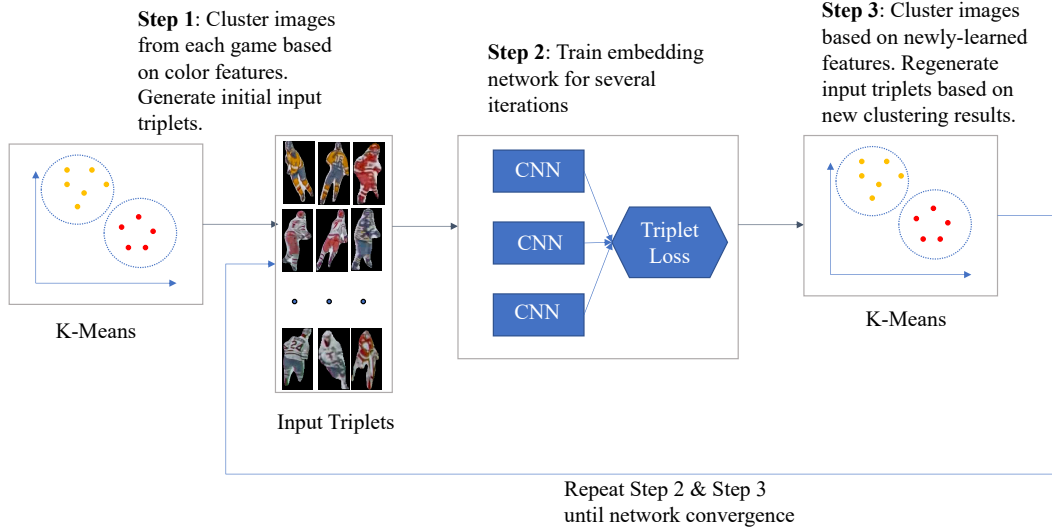 Step 1: Cluster images
from each game based
on color features.
Generate initial input
triplets.
Step 2: Train embedding
network for several
iterations
Step 3: Cluster images
based on newly-learned
features. Regenerate
input triplets based on
new clustering results.
K-Means
22
Input Triplets
CNN
CNN
CNN
Triplet
Loss
K-Means
Repeat Step 2 & Step 3
until network convergence